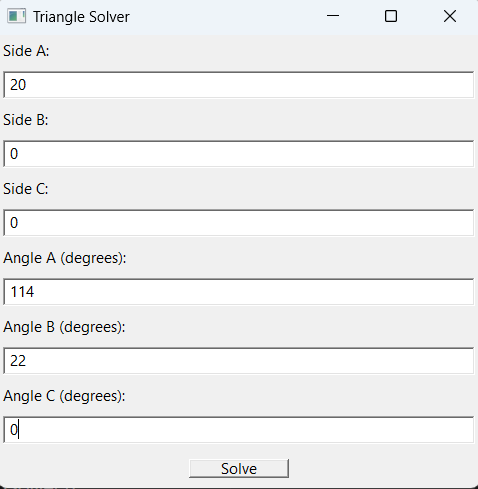 Triangle Solver
Side A:
20
Side B:
0
Side C:
0
Angle A (degrees):
114
Angle B (degrees):
22
Angle C (degrees):
0
Solve